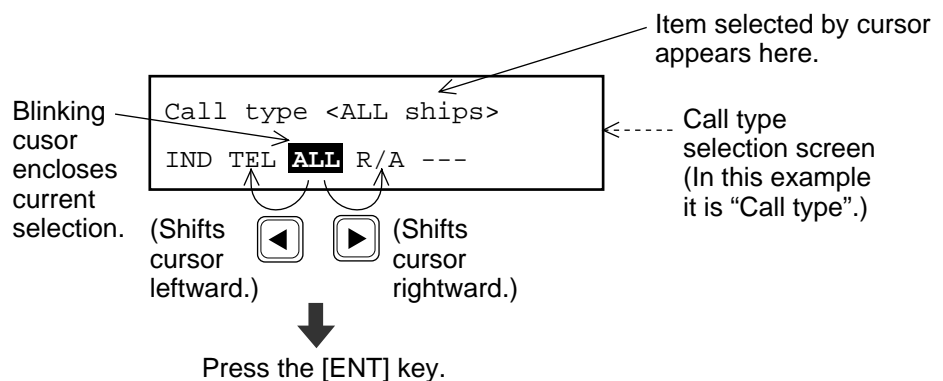 Item selected by cursor
appears here.
Call type <ALL ships>
IND TEL ALL R/A ---
Blinking
cusor
encloses
current
selection.
Call type
selection screen
(In this example
it is “Call type”.)
(Shifts
cursor
leftward.)
(Shifts
cursor
rightward.)
Press the [ENT] key.